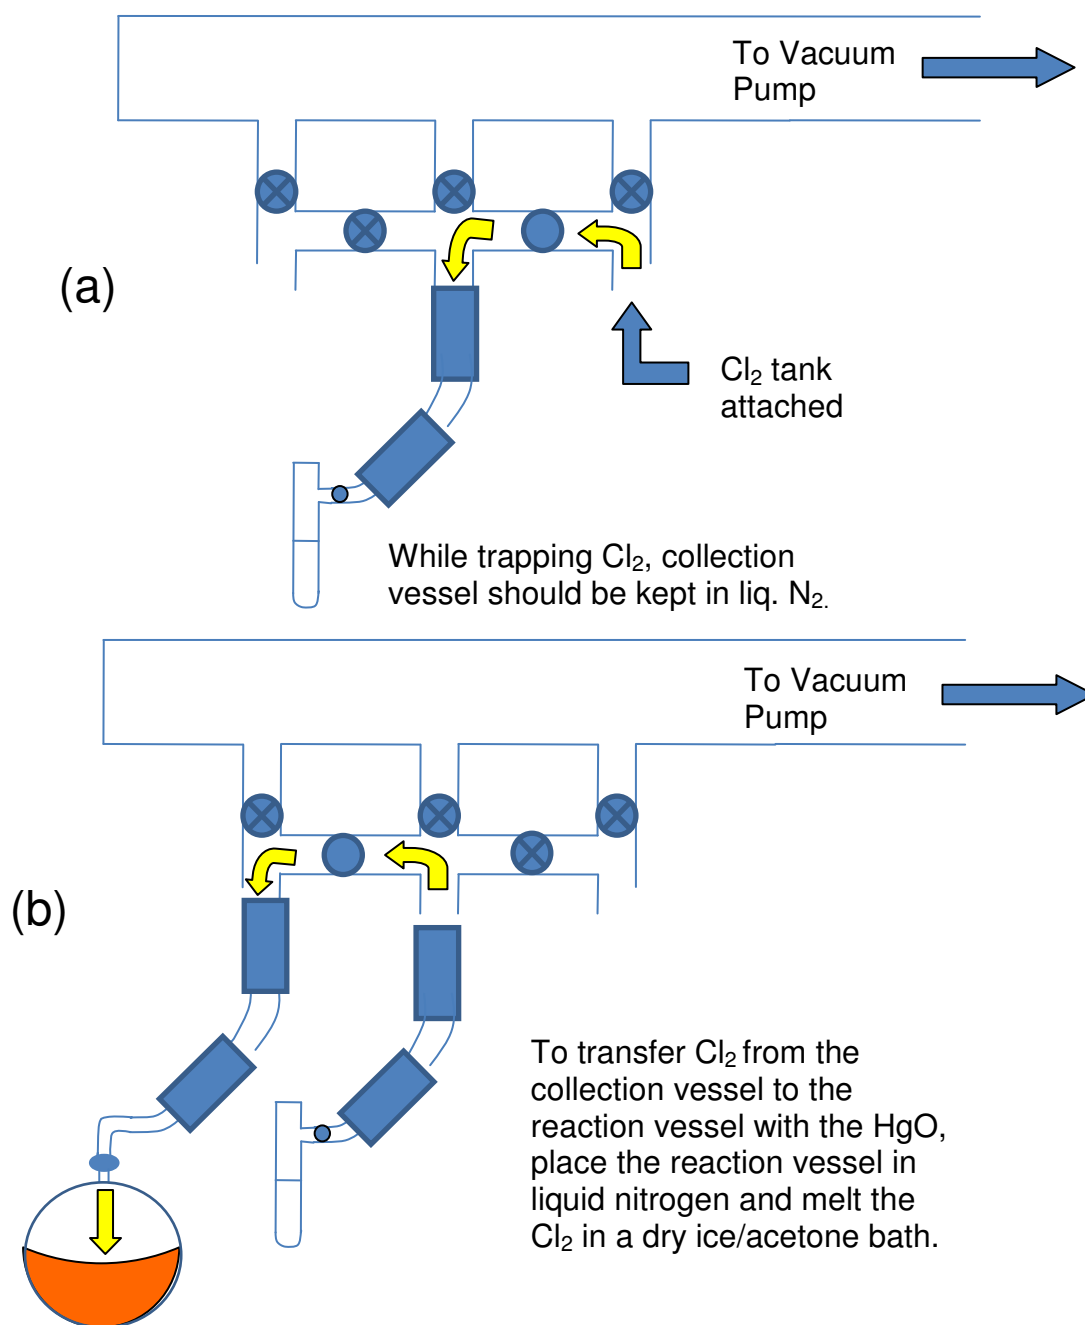 To Vacuum
Pump
(a)
Cl₂ tank
attached
While trapping Cl₂, collection
vessel should be kept in liq. N₂.
To Vacuum
Pump
(b)
To transfer Cl₂ from the
collection vessel to the
reaction vessel with the HgO,
place the reaction vessel in
liquid nitrogen and melt the
Cl₂ in a dry ice/acetone bath.